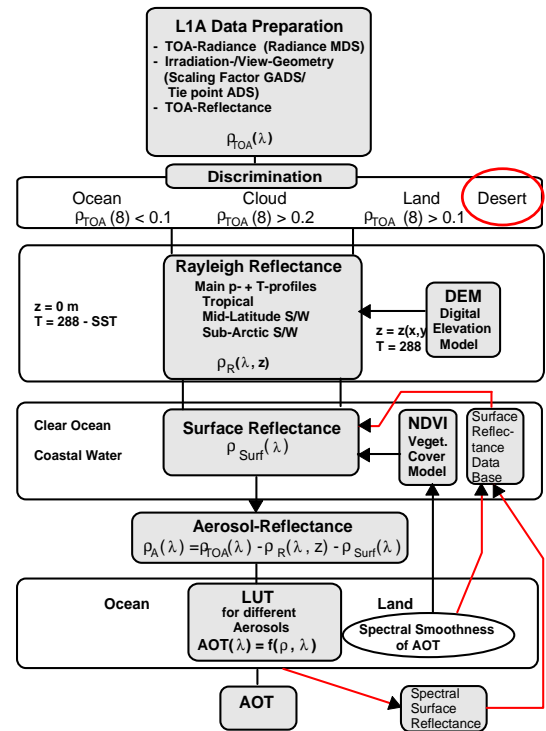 L1A Data Preparation
- TOA-Radiance (Radiance MDS)
- Irradiation-/View-Geometry
(Scaling Factor GADS/
Tie point ADS)
- TOA-Reflectance
ρTOA(λ)
Discrimination
Ocean Cloud Land Desert
ρTOA(8) < 0.1 ρTOA(8) > 0.2 ρTOA(8) > 0.1
Rayleigh Reflectance
Main p- + T-profiles
Tropical
Mid-Latitude S/W
Sub-Arctic S/W
ρR(λ, z)
z = 0 m
T = 288 - SST
z = z(x,y
T = 288
DEM
Digital
Elevation
Model
Clear Ocean
Coastal Water
Surface Reflectance
ρSurf(λ)
NDVI
Veget.
Cover
Model
Surface
Reflec-
tance
Data
Base
Aerosol-Reflectance
ρA(λ) =ρTOA(λ) - ρR(λ, z) - ρSurf(λ)
Ocean
LUT
for different
Aerosols
AOT(λ) = f(ρ, λ)
Land
Spectral Smoothness
of AOT
AOT
Spectral
Surface
Reflectance